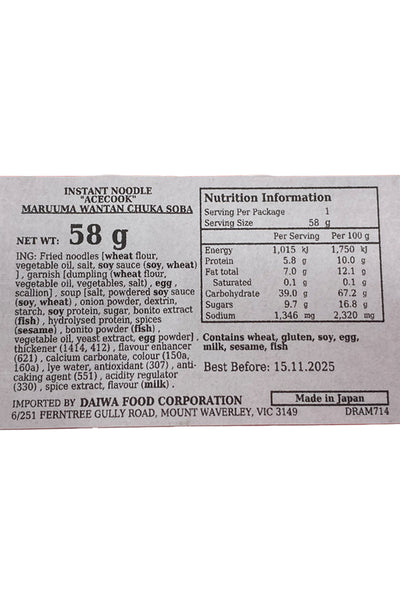 INSTANT NOODLE
"ACECOOK"
MARUUMA WANTAN CHUKA SOBA
NET WT: 58 g
ING: Fried noodles [wheat flour,
vegetable oil, salt, soy sauce (soy, wheat)
] , garnish [dumpling (wheat flour,
vegetable oil, vegetables, salt) , egg ,
scallion] , soup [salt, powdered soy sauce
(soy, wheat) , onion powder, dextrin,
starch, soy protein, sugar, bonito extract
(fish) , hydrolysed protein, spices
(sesame) , bonito powder (fish) ,
vegetable oil, yeast extract, egg powder] ,
thickener (1414, 412) , flavour enhancer
(621) , calcium carbonate, colour (150a,
160a) , lye water, antioxidant (307) , anti-
caking agent (551) , acidity regulator
(330) , spice extract, flavour (milk) .
Nutrition Information
Serving Per Package 1
Serving Size 58 g
Per Serving Per 100 g
Energy 1,015 kJ 1,750 kJ
Protein 5.8 g 10.0 g
Fat total 7.0 g 12.1 g
Saturated 0.1 g 0.1 g
Carbohydrate 39.0 g 67.2 g
Sugars 9.7 g 16.8 g
Sodium 1,346 mg 2,320 mg
Contains wheat, gluten, soy, egg,
milk, sesame, fish
Best Before: 15.11.2025
Made in Japan
IMPORTED BY DAIWA FOOD CORPORATION
6/251 FERNTREE GULLY ROAD, MOUNT WAVERLEY, VIC 3149 DRAM714